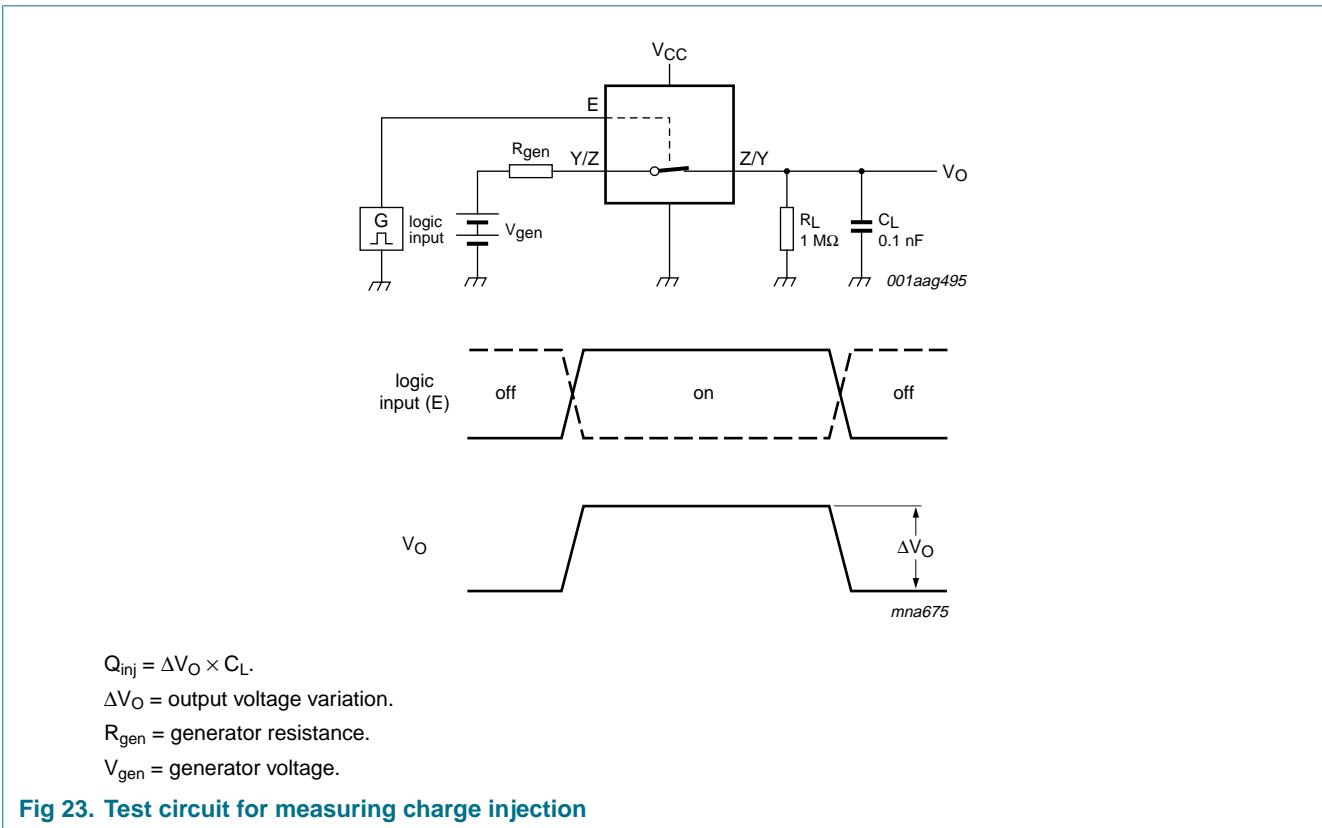 VCC
E
Rgen
Y/Z
Z/Y
VO
G
logic
input
Vgen
RL
1 MΩ
CL
0.1 nF
001aag495
logic
input (E)
off
on
off
VO
ΔVO
mna675
Qinj = ΔVO × CL.
ΔVO = output voltage variation.
Rgen = generator resistance.
Vgen = generator voltage.
Fig 23. Test circuit for measuring charge injection